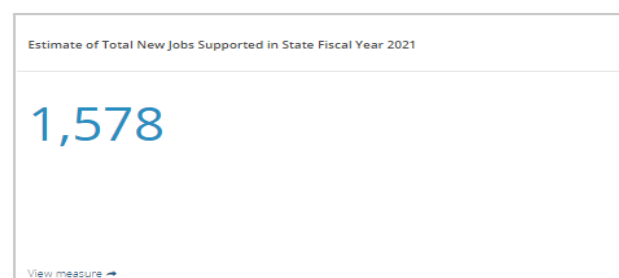 Estimate of Total New Jobs Supported in State Fiscal Year 2021
1,578
View measure ➦